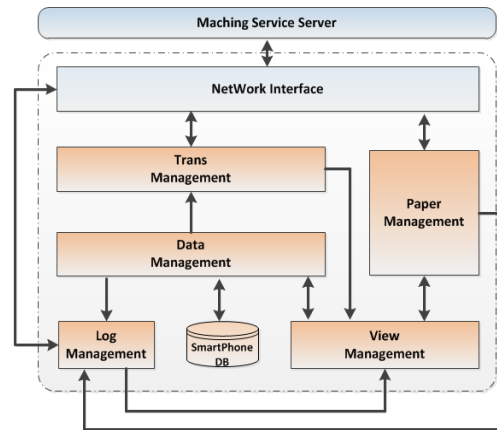 Maching Service Server
NetWork Interface
Trans
Management
Paper
Management
Data
Management
Log
Management
SmartPhone
DB
View
Management